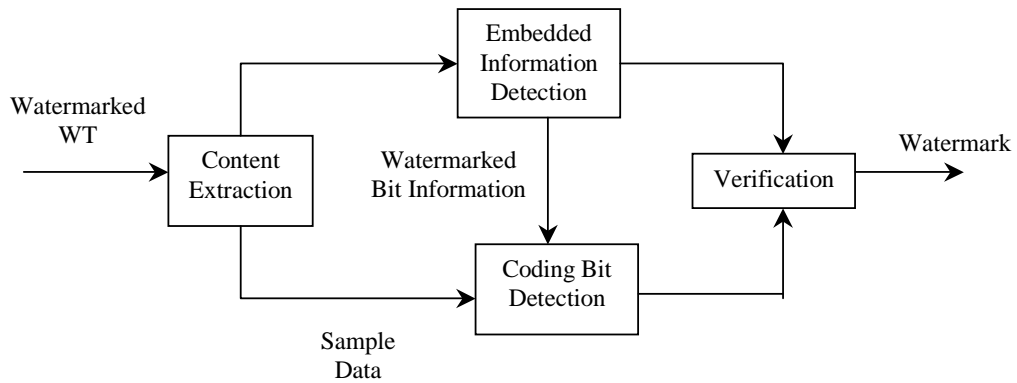 Embedded
Information
Detection
Watermarked
WT
Content
Extraction
Watermarked
Bit Information
Watermark
Verification
Coding Bit
Detection
Sample
Data